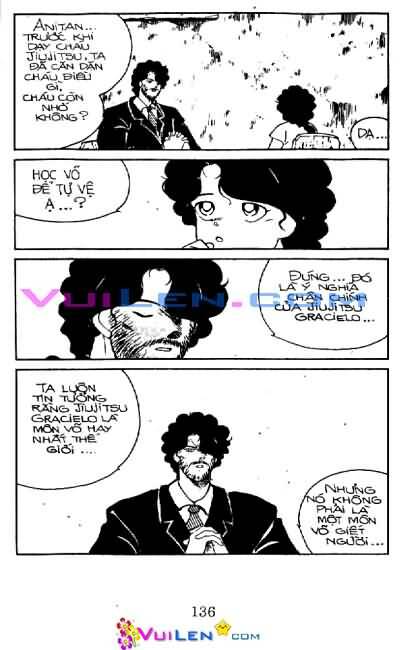 ANITAN...
TRƯỚC KHI
DẠY CHÁU
JIUJITSU, TA
ĐÃ CĂN DẶN
CHÁU ĐIỀU
GÌ,
CHÁU CÒN
NHỚ
KHÔNG?
DẠ...
HỌC VÕ
ĐỂ TỰ VỆ
Ạ...?
ĐÚNG... ĐÓ
LÀ Ý NGHĨA
CHÂN CHÍNH
CỦA JIUJITSU
GRACIELO...
VUILEN.COM
TA LUÔN
TIN TƯỞNG
RẰNG JIUJITSU
GRACIELO LÀ
MÔN VÕ HAY
NHẤT THẾ
GIỚI....
NHƯNG
NÓ KHÔNG
PHẢI LÀ
MỘT MÔN
VÕ GIẾT
NGƯỜI...
136
VUILEN.COM